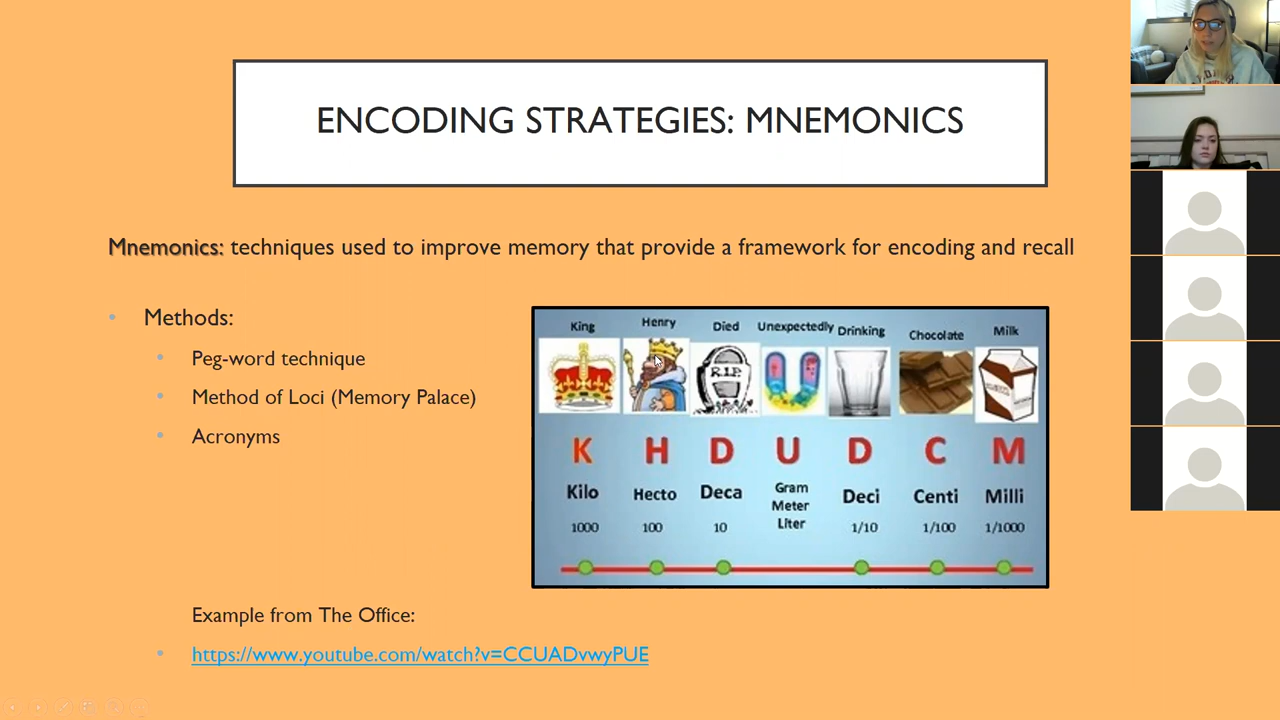 ENCODING STRATEGIES: MNEMONICS
Mnemonics: techniques used to improve memory that provide a framework for encoding and recall
• Methods:
• Peg-word technique
• Method of Loci (Memory Palace)
• Acronyms
King Henry Died Unexpectedly Drinking Chocolate Milk
R.I.P.
K H D U D C M
Kilo Hecto Deca Gram Meter Liter Deci Centi Milli
1000 100 10 1/10 1/100 1/1000
Example from The Office:
• https://www.youtube.com/watch?v=CCUADvwyPUE